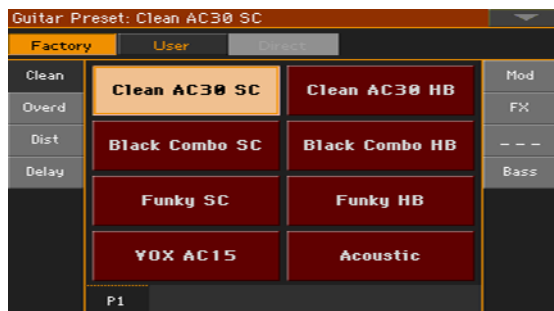 Guitar Preset: Clean AC30 SC
Factory User Direct
Clean
Overd
Dist
Delay
Clean AC30 SC Clean AC30 HB
Black Combo SC Black Combo HB
Funky SC Funky HB
VOX AC15 Acoustic
Mod
FX
---
Bass
P1